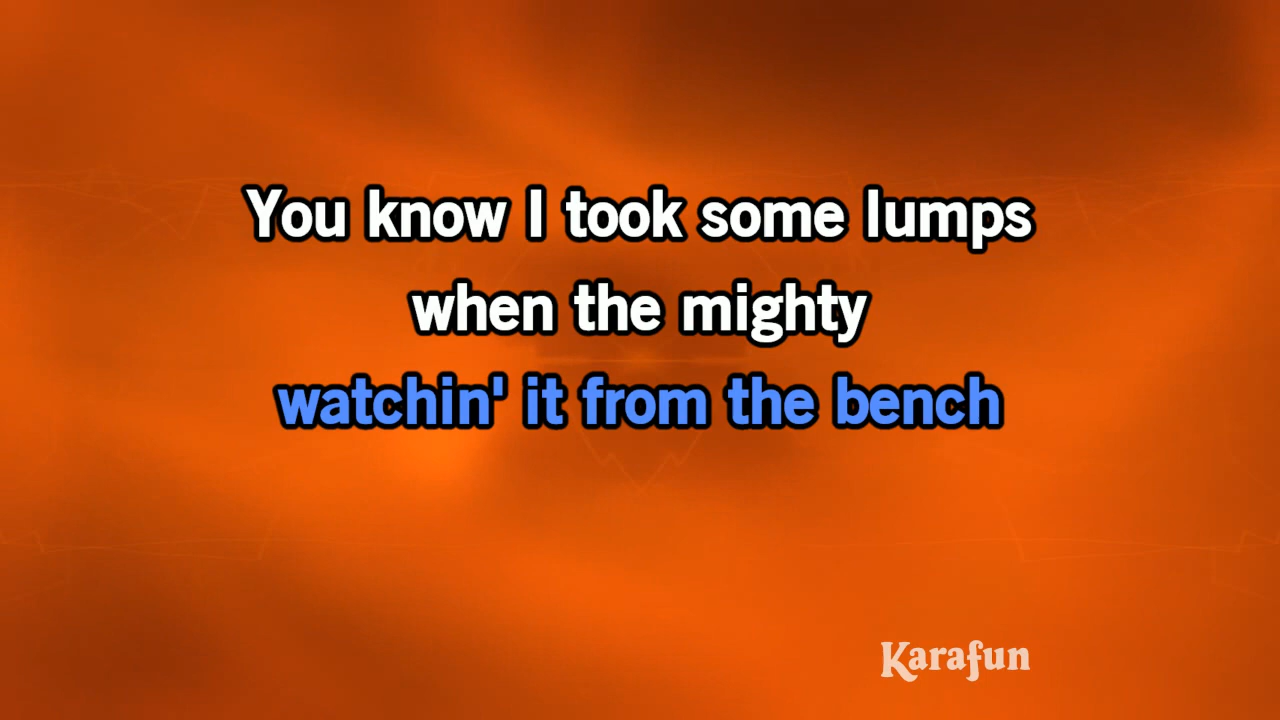 You know I took some lumps
when the mighty
watchin' it from the bench
Karafun